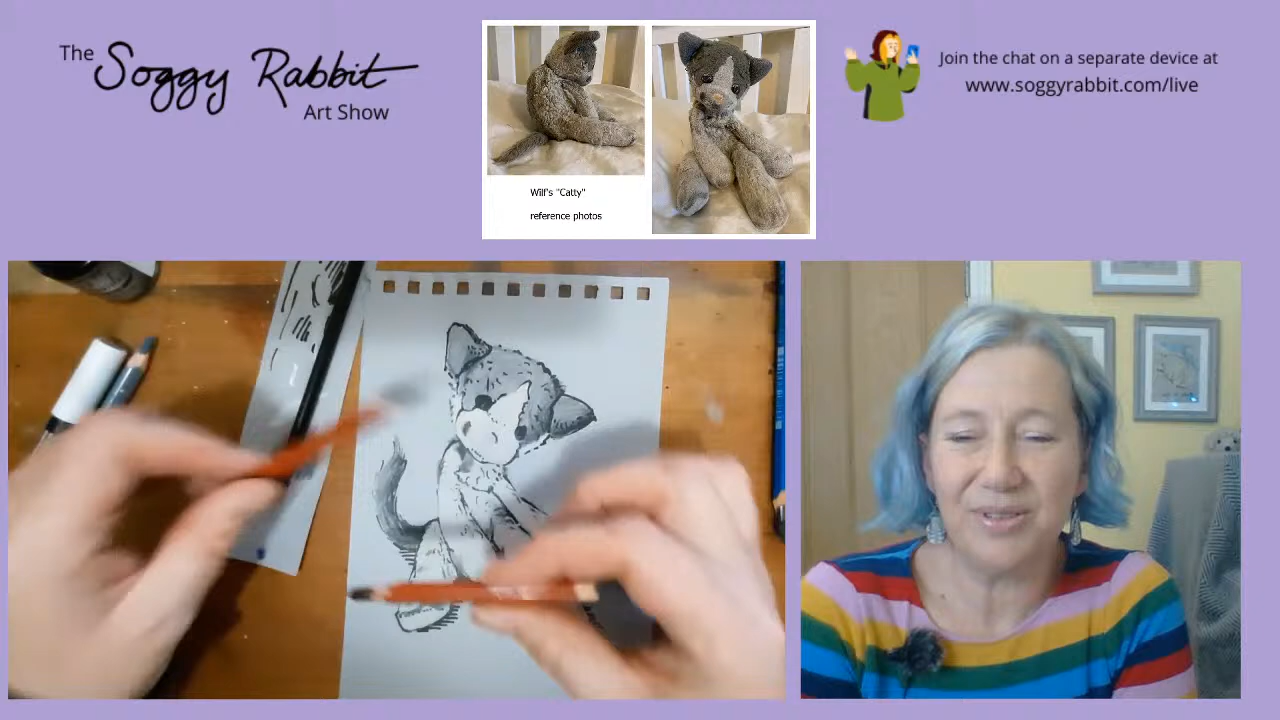 The
Soggy Rabbit
Art Show
Wilf's "Catty"
reference photos
Join the chat on a separate device at
www.soggyrabbit.com/live